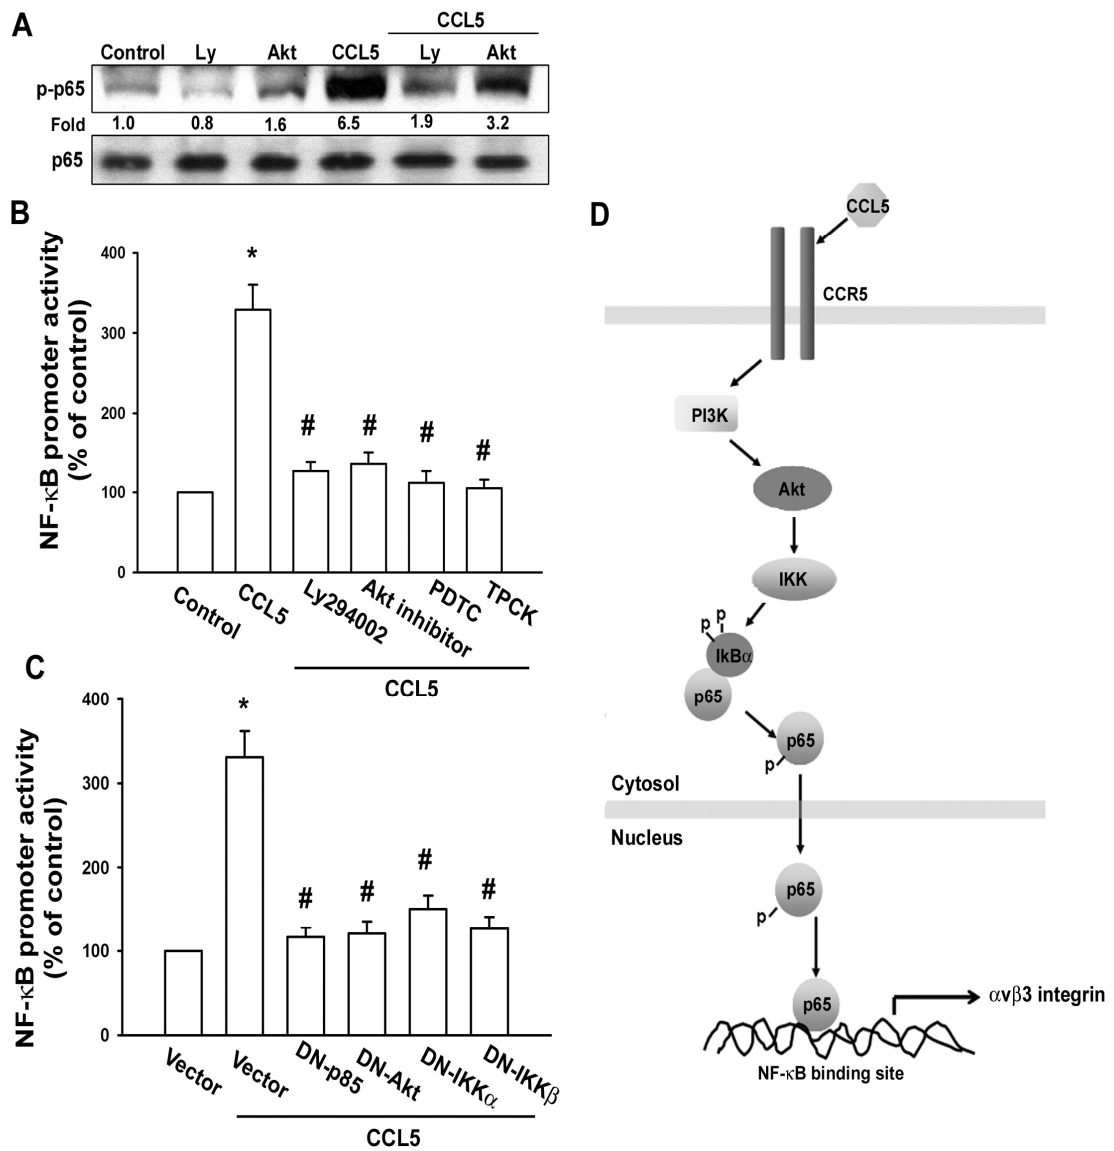 A
CCL5
Control Ly Akt CCL5 Ly Akt
p-p65
Fold 1.0 0.8 1.6 6.5 1.9 3.2
p65
B
NF-κB promoter activity
(% of control)
400
300
200
100
0
* # # # #
Control CCL5 Ly294002 Akt inhibitor PDTC TPCK
CCL5
C
NF-κB promoter activity
(% of control)
400
300
200
100
0
* # # # #
Vector Vector DN-p85 DN-Akt DN-IKKα DN-IKKβ
CCL5
D
CCL5
CCR5
PI3K
Akt
IKK
p p
IkBα
p65
p65
p
Cytosol
Nucleus
p65
p
p65
αvβ3 integrin
NF-κB binding site